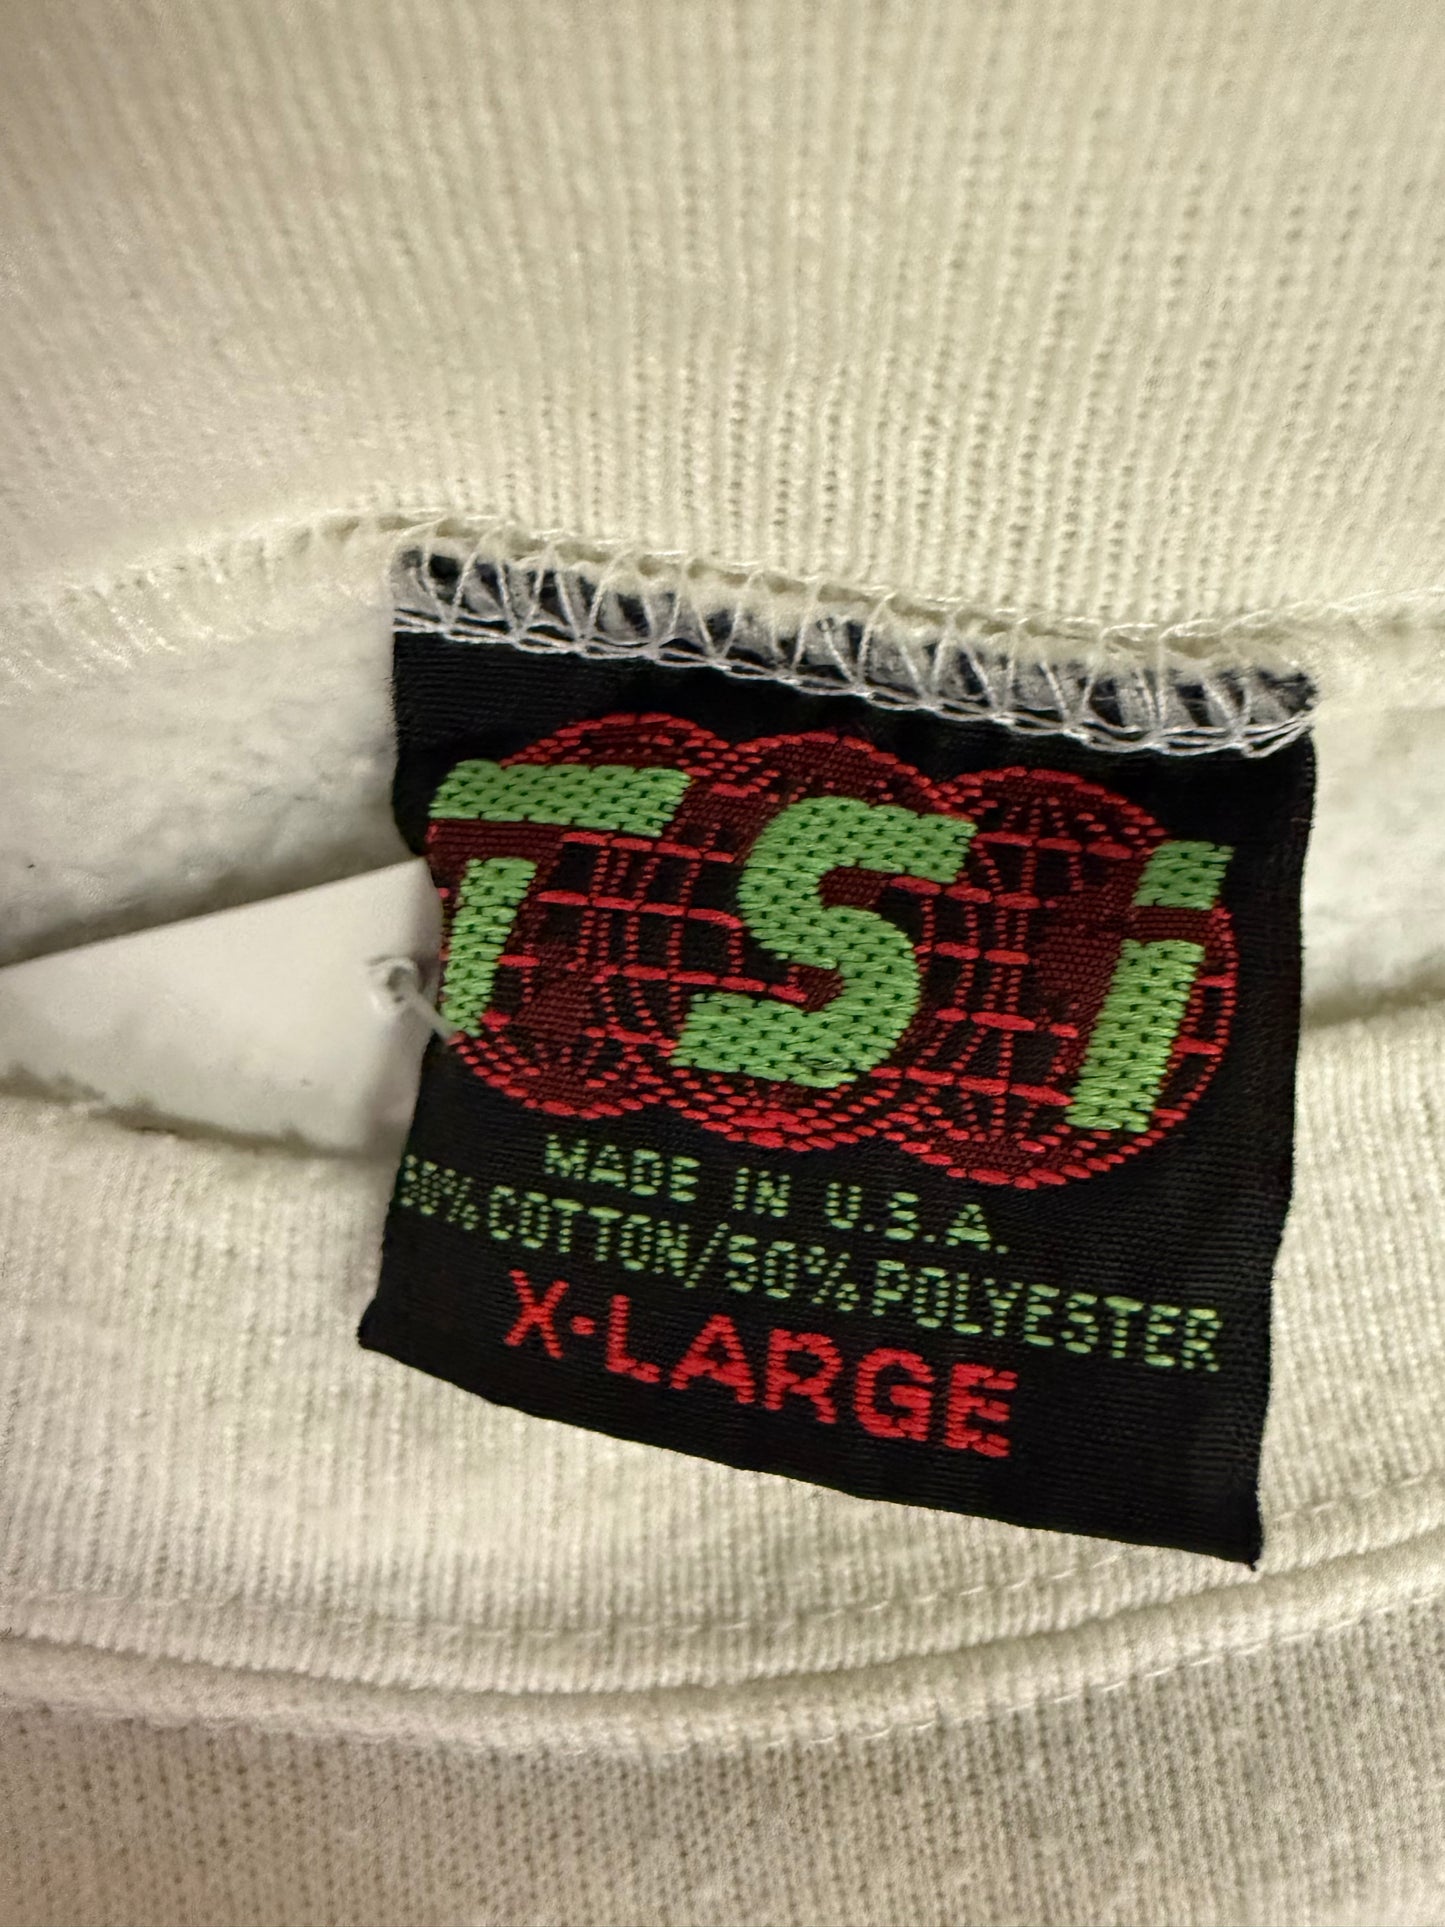 TSi
MADE IN U.S.A.
50% COTTON/50% POLYESTER
X-LARGE